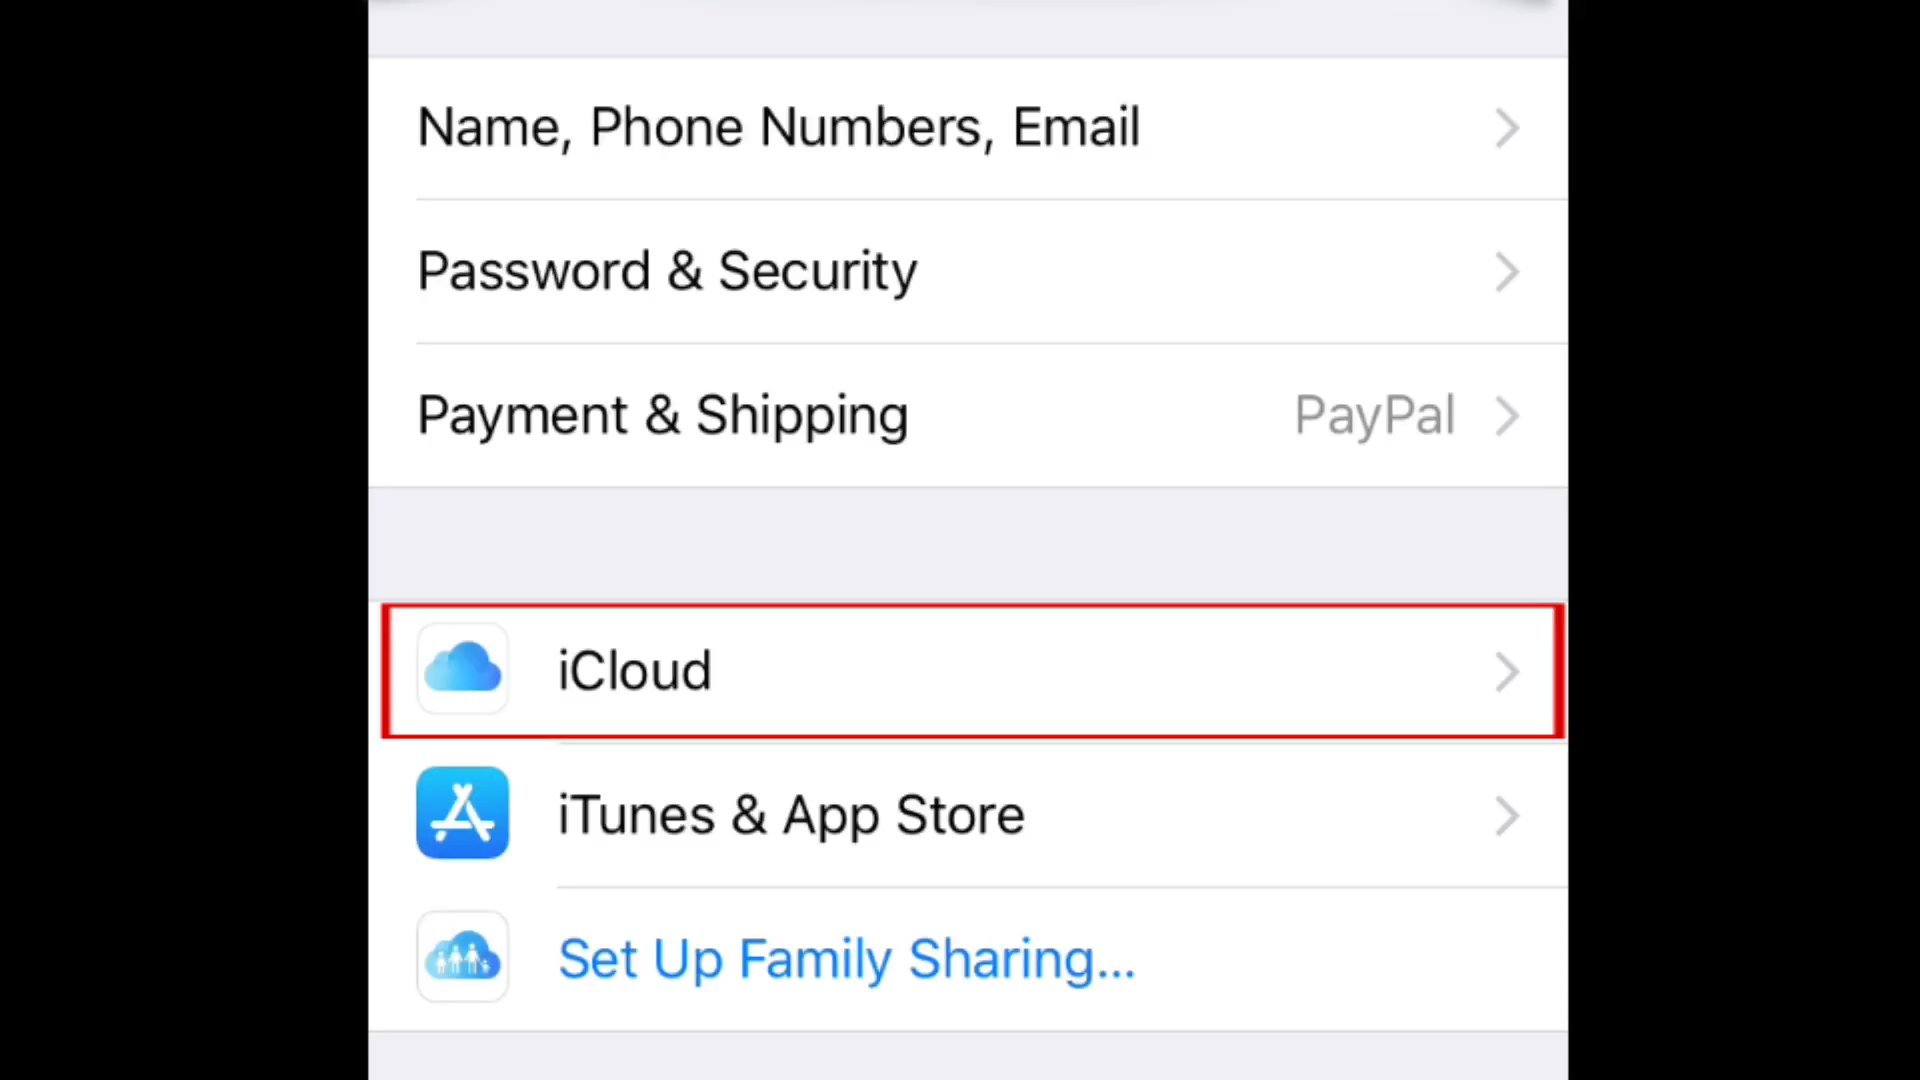 Name, Phone Numbers, Email
Password & Security
Payment & Shipping PayPal
iCloud
iTunes & App Store
Set Up Family Sharing...